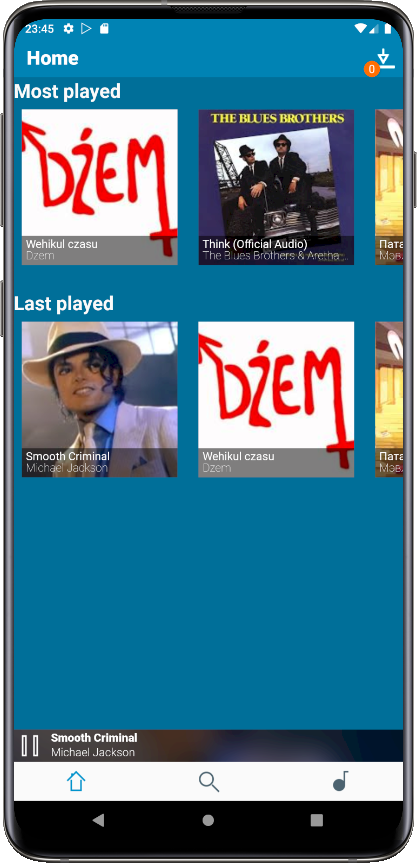 23:45
Home
0
Most played
DŻEM
Wehikul czasu
Dzem
THE BLUES BROTHERS
Think (Official Audio)
The Blues Brothers & Aretha
Пата
Мэв
Last played
Smooth Criminal
Michael Jackson
DŻEM
Wehikul czasu
Dzem
Пата
Мэв
Smooth Criminal
Michael Jackson